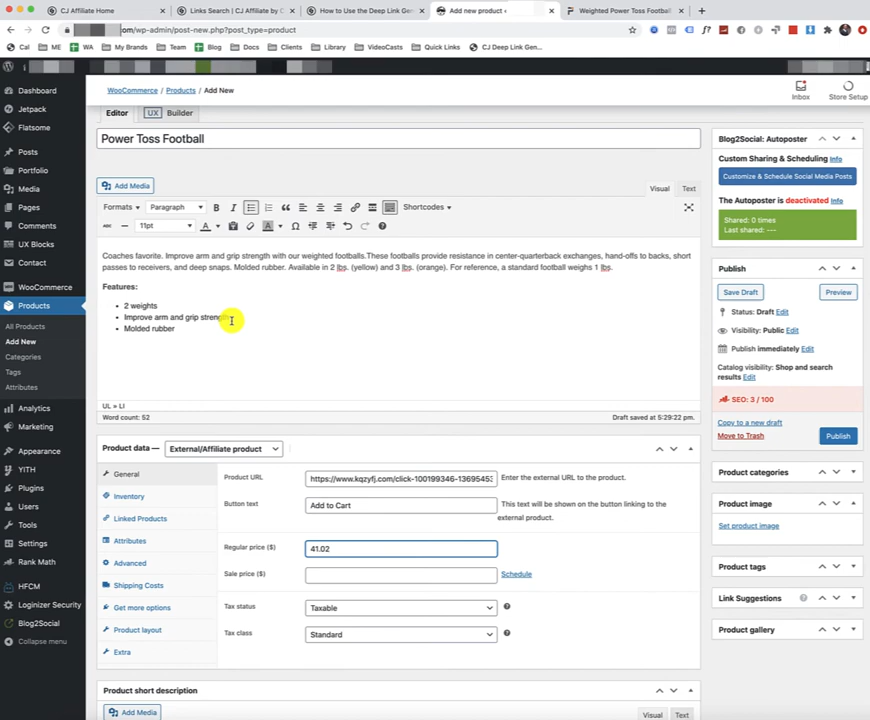 CJ Affiliate Home
Links Search | CJ Affiliate by C
How to Use the Deep Link Gen
Add new product ‹
Weighted Power Toss Footbal
com/wp-admin/post-new.php?post_type=product
Cal
ME
WA
My Brands
Team
Blog
Docs
Clients
Library
VideoCasts
Quick Links
CJ Deep Link Gen...
Dashboard
Jetpack
Flatsome
Posts
Portfolio
Media
Pages
Comments
UX Blocks
Contact
WooCommerce
Products
All Products
Add New
Categories
Tags
Attributes
Analytics
Marketing
Appearance
YITH
Plugins
Users
Tools
Settings
Rank Math
HFCM
Loginizer Security
Blog2Social
Collapse menu
WooCommerce / Products / Add New
Inbox
Store Setup
Editor
UX Builder
Power Toss Football
Add Media
Visual
Text
Formats
Paragraph
B
I
Shortcodes
ABC
11pt
A
A
Coaches favorite. Improve arm and grip strength with our weighted footballs.These footballs provide resistance in center-quarterback exchanges, hand-offs to backs, short
passes to receivers, and deep snaps. Molded rubber. Available in 2 lbs. (yellow) and 3 lbs. (orange). For reference, a standard football weighs 1 lbs.
Features:
2 weights
Improve arm and grip strength
Molded rubber
UL » LI
Word count: 52
Draft saved at 5:29:22 pm.
Product data —
External/Affiliate product
General
Inventory
Linked Products
Attributes
Advanced
Shipping Costs
Get more options
Product layout
Extra
Product URL
https://www.kqzyfj.com/click-100199346-13695453
Enter the external URL to the product.
Button text
Add to Cart
This text will be shown on the button linking to the
external product.
Regular price ($)
41.02
Sale price ($)
Schedule
Tax status
Taxable
Tax class
Standard
Product short description
Add Media
Visual
Text
Blog2Social: Autoposter
Custom Sharing & Scheduling Info
Customize & Schedule Social Media Posts
The Autoposter is deactivated Info
Shared: 0 times
Last shared: ---
Publish
Save Draft
Preview
Status: Draft Edit
Visibility: Public Edit
Publish immediately Edit
Catalog visibility: Shop and search
results Edit
SEO: 3 / 100
Copy to a new draft
Move to Trash
Publish
Product categories
Product image
Set product image
Product tags
Link Suggestions
Product gallery